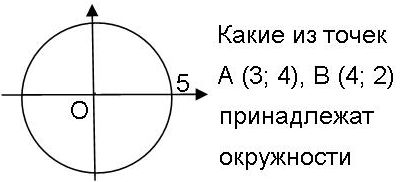 5
O
Какие из точек
A (3; 4), B (4; 2)
принадлежат
окружности